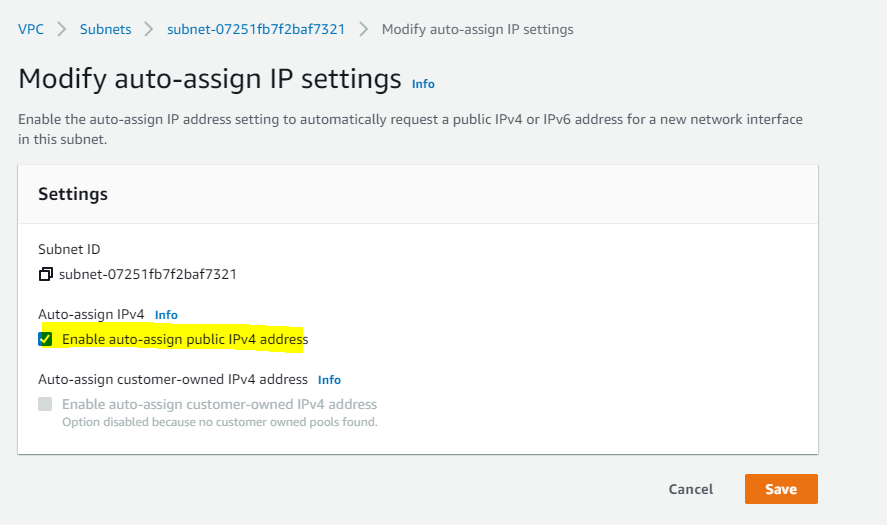 VPC > Subnets > subnet-07251fb7f2baf7321 > Modify auto-assign IP settings
Modify auto-assign IP settings Info
Enable the auto-assign IP address setting to automatically request a public IPv4 or IPv6 address for a new network interface
in this subnet.
Settings
Subnet ID
subnet-07251fb7f2baf7321
Auto-assign IPv4 Info
Enable auto-assign public IPv4 address
Auto-assign customer-owned IPv4 address Info
Enable auto-assign customer-owned IPv4 address
Option disabled because no customer owned pools found.
Cancel Save